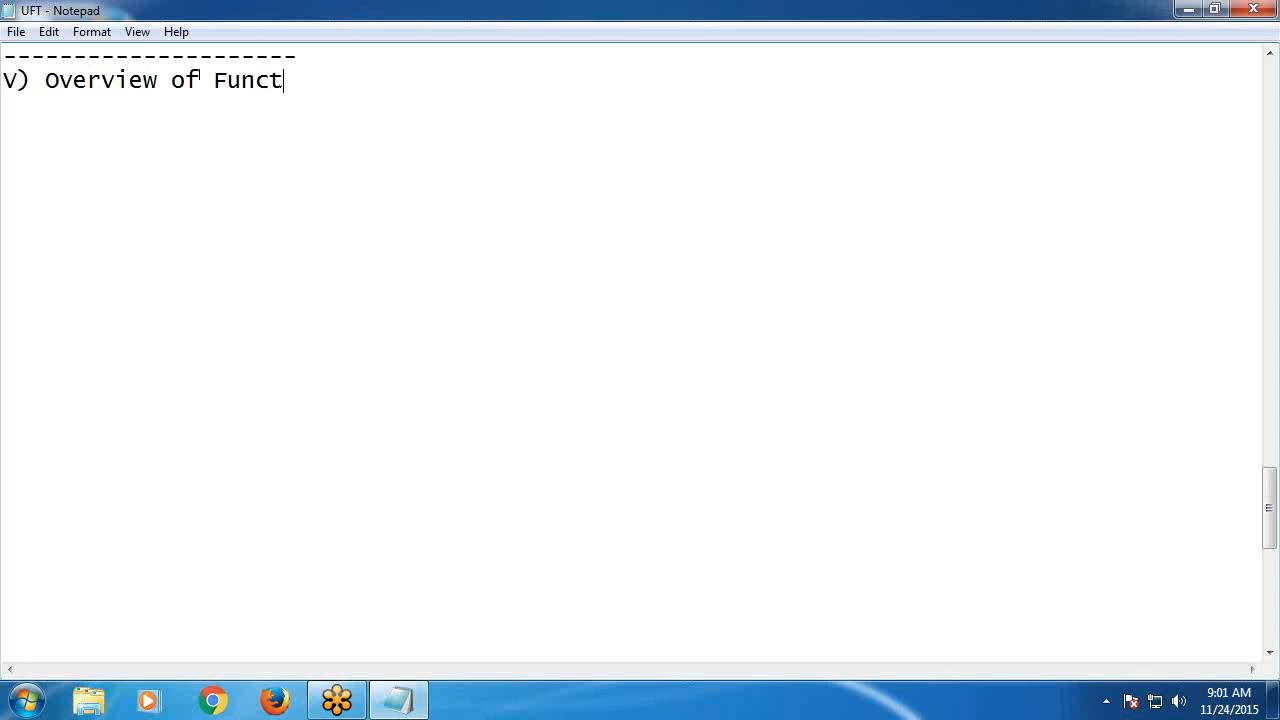 UFT - Notepad
File Edit Format View Help
---------------------
V) Overview of Funct
9:01 AM
11/24/2015